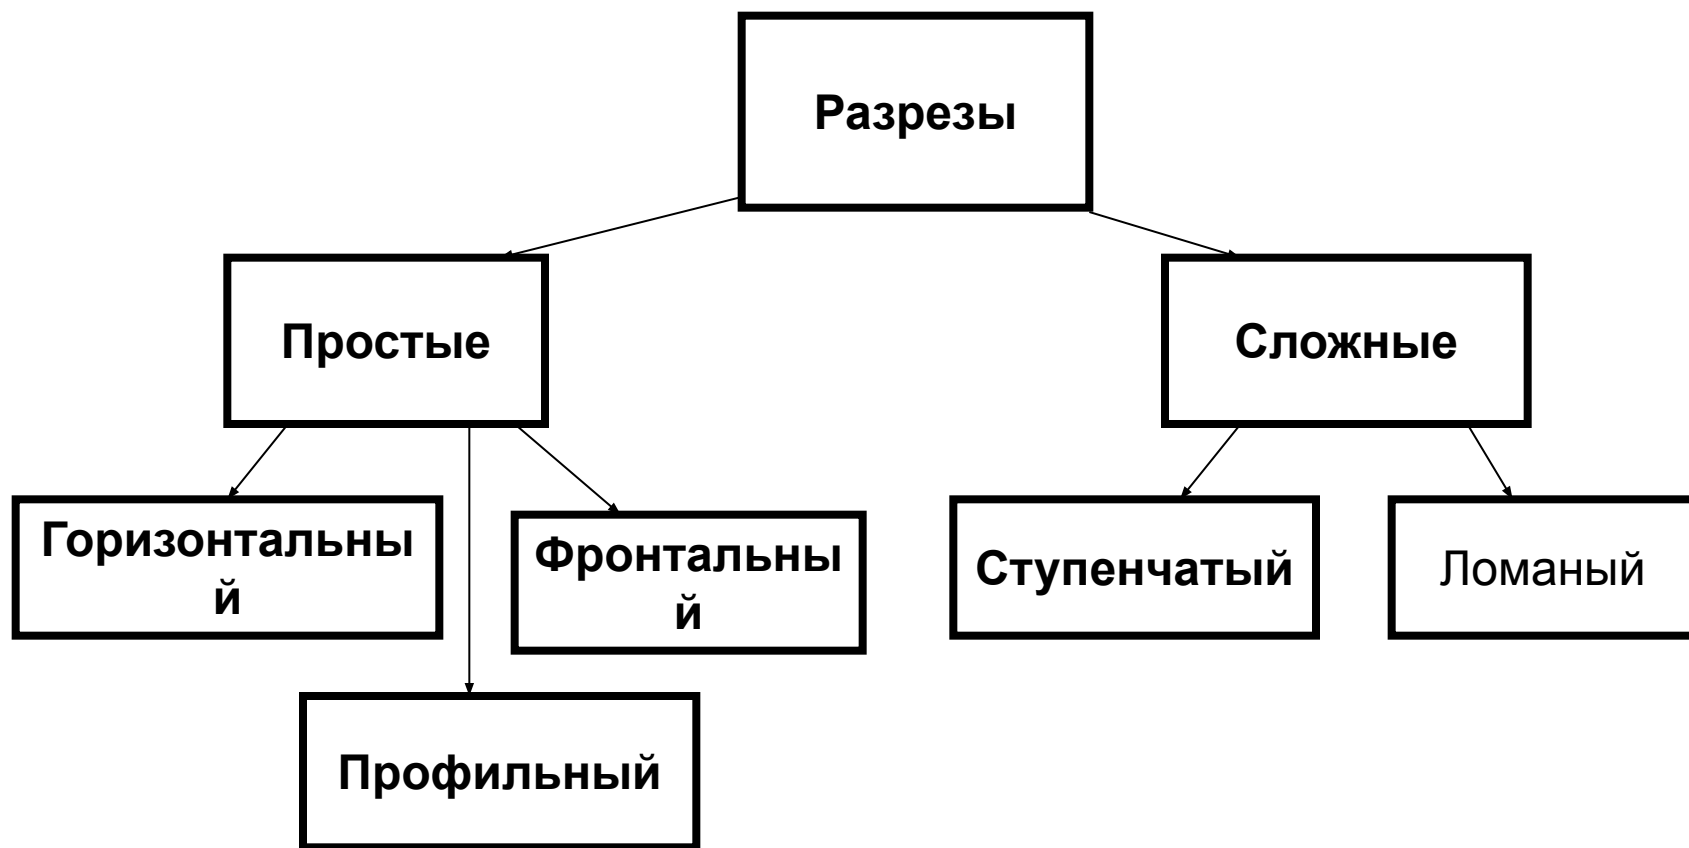 Разрезы
Простые
Сложные
Горизонтальны
й
Фронтальны
й
Ступенчатый
Ломаный
Профильный